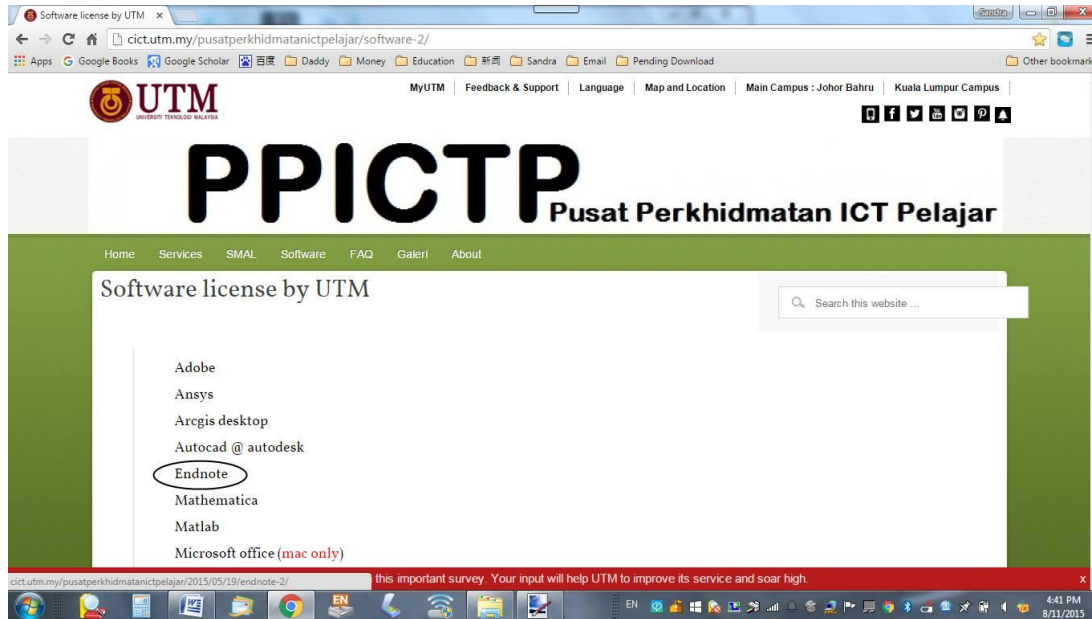 Software license by UTM
Sandra
cict.utm.my/pusatperkhidmatanictpelajar/software-2/
Apps Google Books Google Scholar 百度 Daddy Money Education 新闻 Sandra Email Pending Download Other bookmark
UTM
UNIVERSITI TEKNOLOGI MALAYSIA
MyUTM Feedback & Support Language Map and Location Main Campus : Johor Bahru Kuala Lumpur Campus
PPICTP
Pusat Perkhidmatan ICT Pelajar
Home Services SMAL Software FAQ Galeri About
Software license by UTM
Search this website ...
Adobe
Ansys
Arcgis desktop
Autocad @ autodesk
Endnote
Mathematica
Matlab
Microsoft office (mac only)
cict.utm.my/pusatperkhidmatanictpelajar/2015/05/19/endnote-2/
this important survey. Your input will help UTM to improve its service and soar high. x
EN
EN
4:41 PM
8/11/2015